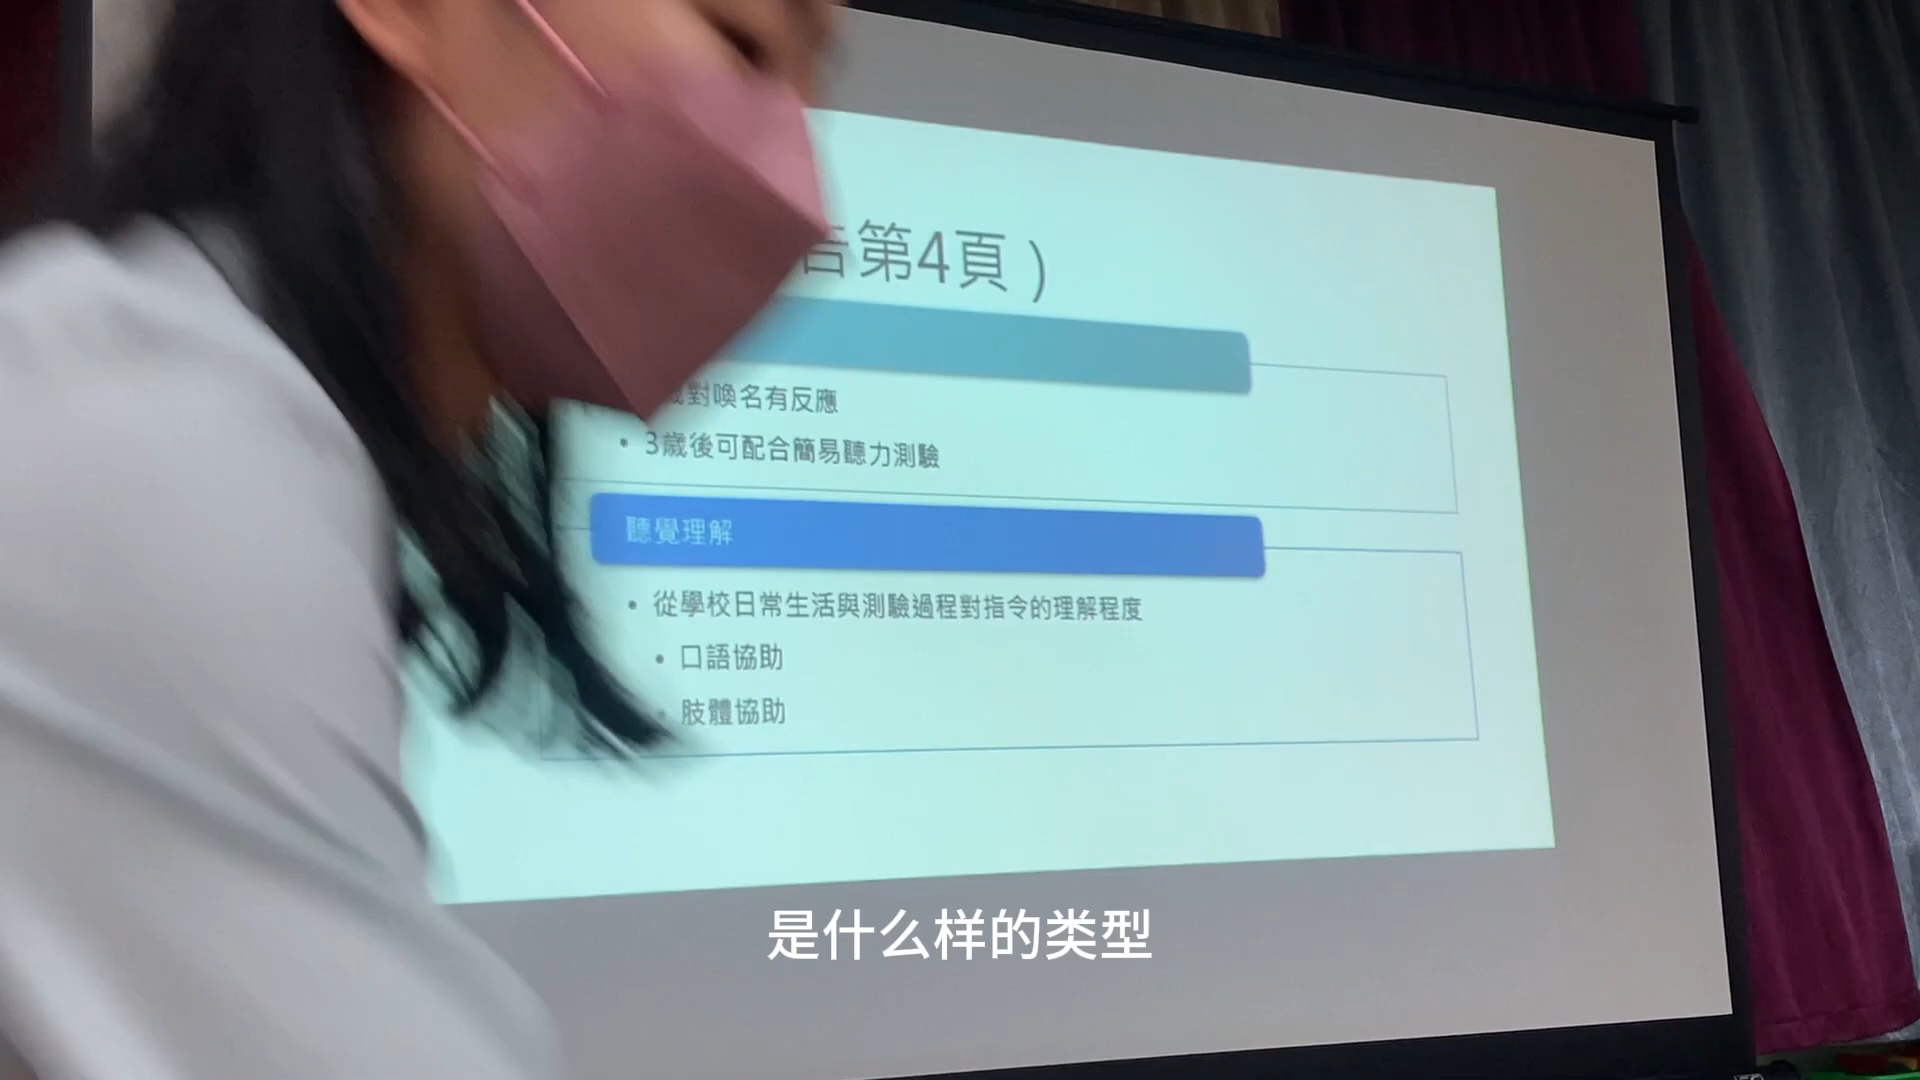 告第4頁)
對喚名有反應
• 3歲後可配合簡易聽力測驗
聽覺理解
• 從學校日常生活與測驗過程對指令的理解程度
• 口語協助
• 肢體協助
是什么样的类型